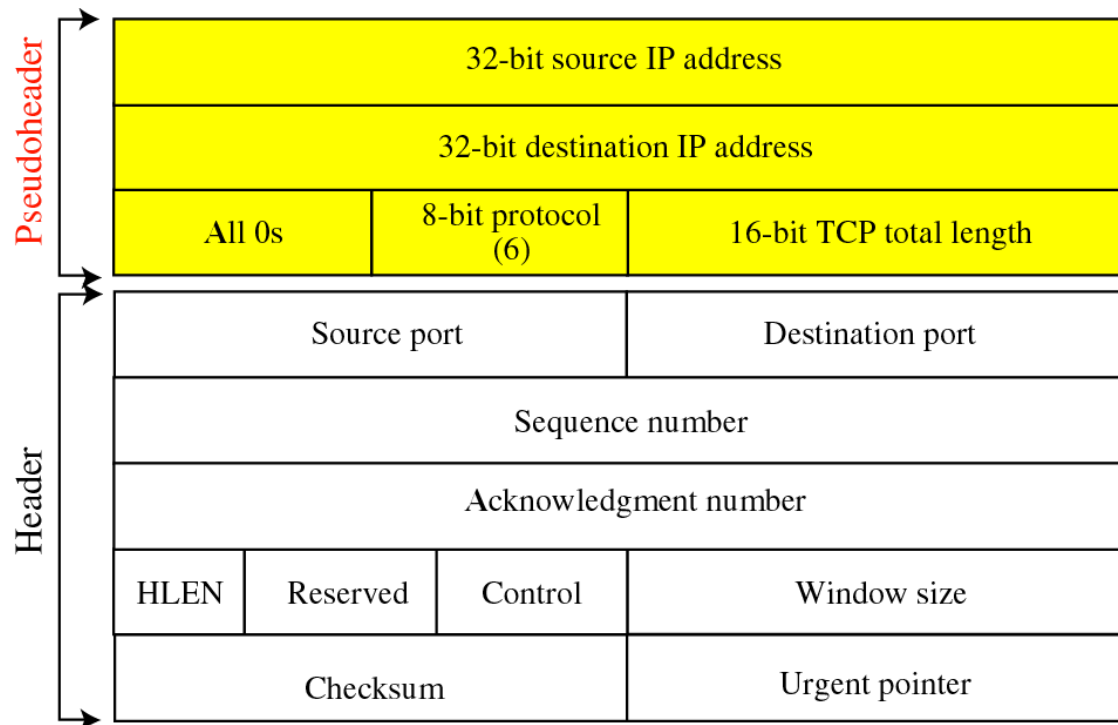 Pseudoheader
32-bit source IP address
32-bit destination IP address
All 0s
8-bit protocol
(6)
16-bit TCP total length
Header
Source port
Destination port
Sequence number
Acknowledgment number
HLEN
Reserved
Control
Window size
Checksum
Urgent pointer